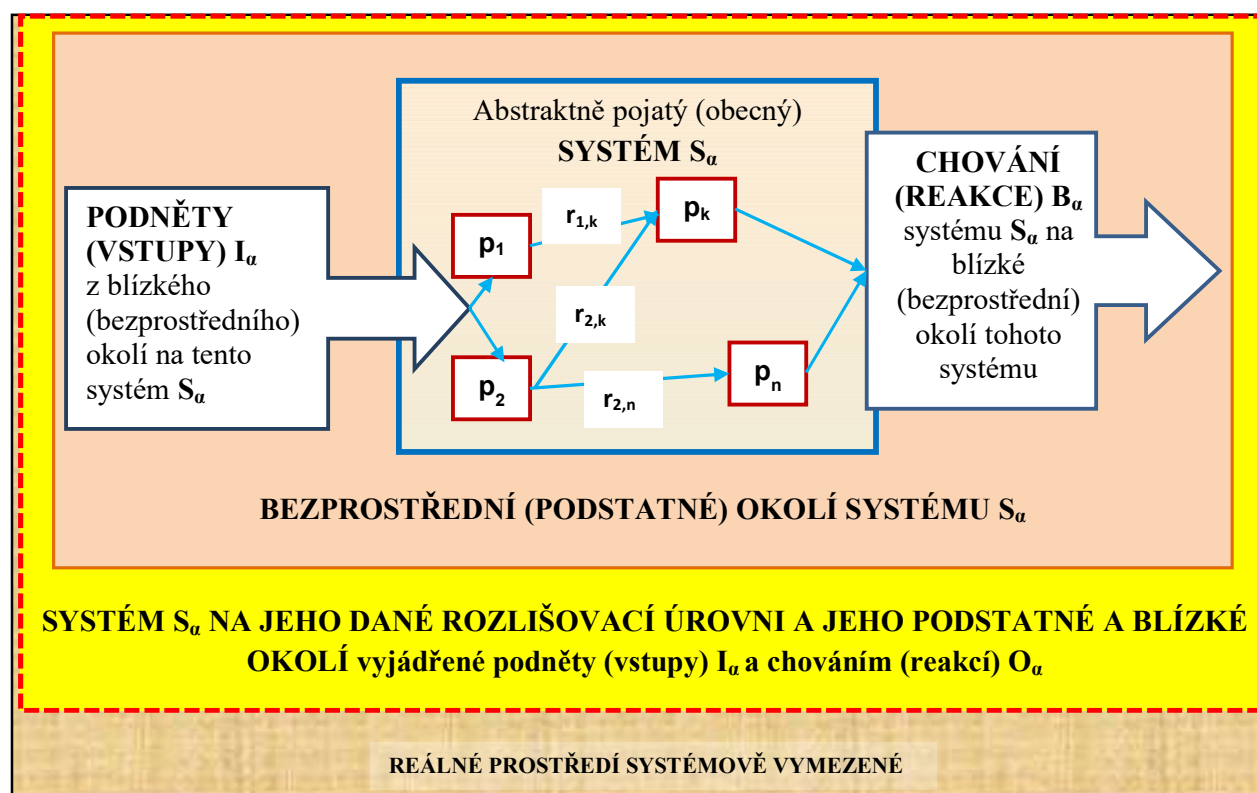 Abstraktně pojatý (obecný)
SYSTÉM Sα
PODNĚTY
(VSTUPY) Iα
z blízkého
(bezprostředního)
okolí na tento
systém Sα
p1
r1,k
pk
r2,k
p2
r2,n
pn
CHOVÁNÍ
(REAKCE) Bα
systému Sα na
blízké
(bezprostřední)
okolí tohoto
systému
BEZPROSTŘEDNÍ (PODSTATNÉ) OKOLÍ SYSTÉMU Sα
SYSTÉM Sα NA JEHO DANÉ ROZLIŠOVACÍ ÚROVNI A JEHO PODSTATNÉ A BLÍZKÉ
OKOLÍ vyjádřené podněty (vstupy) Iα a chováním (reakcí) Oα
REÁLNÉ PROSTŘEDÍ SYSTÉMOVĚ VYMEZENÉ